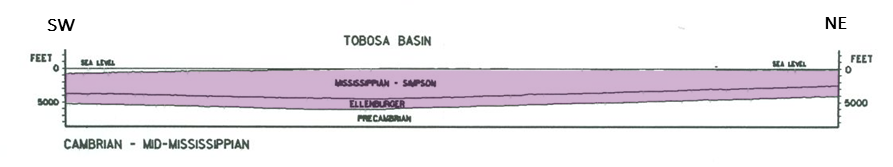 SW
NE
TOBOSA BASIN
FEET
SEA LEVEL
SEA LEVEL
FEET
0
0
MISSISSIPPIAN - SIMPSON
5000
ELLENBURGER
5000
PRECAMBRIAN
CAMBRIAN - MID-MISSISSIPPIAN